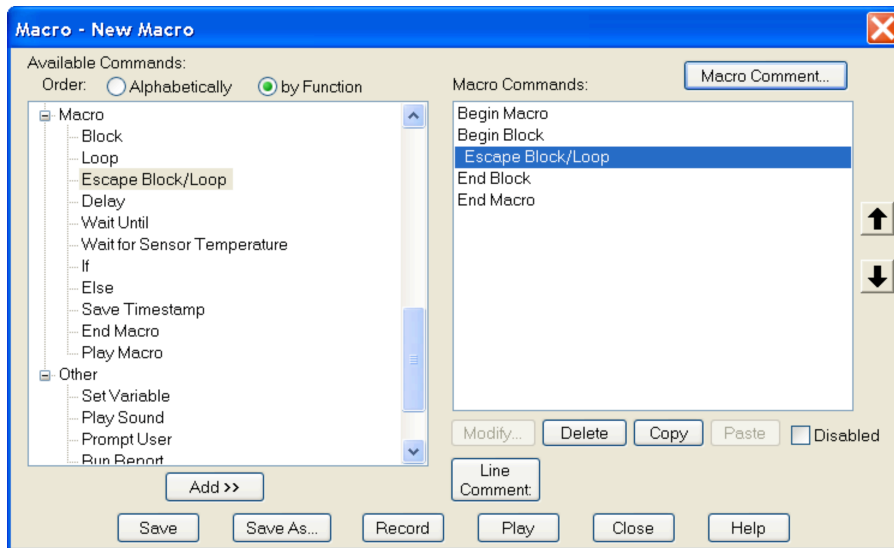 Macro - New Macro
Available Commands:
Order: Alphabetically by Function
Macro
Block
Loop
Escape Block/Loop
Delay
Wait Until
Wait for Sensor Temperature
If
Else
Save Timestamp
End Macro
Play Macro
Other
Set Variable
Play Sound
Prompt User
Run Report
Add >>
Macro Commands:
Macro Comment...
Begin Macro
Begin Block
Escape Block/Loop
End Block
End Macro
Modify... Delete Copy Paste Disabled
Line
Comment:
Save Save As... Record Play Close Help